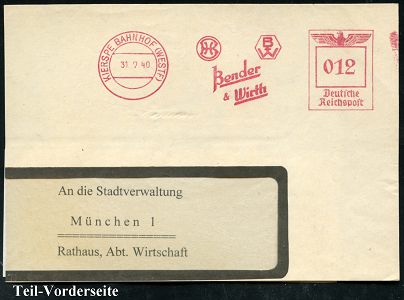 KIERSPE BAHNHOF (WESTF)
31.7.40
BW
Bender
& Wirth
012
Deutsche
Reichspost
An die Stadtverwaltung
München 1
Rathaus, Abt. Wirtschaft
Teil-Vorderseite